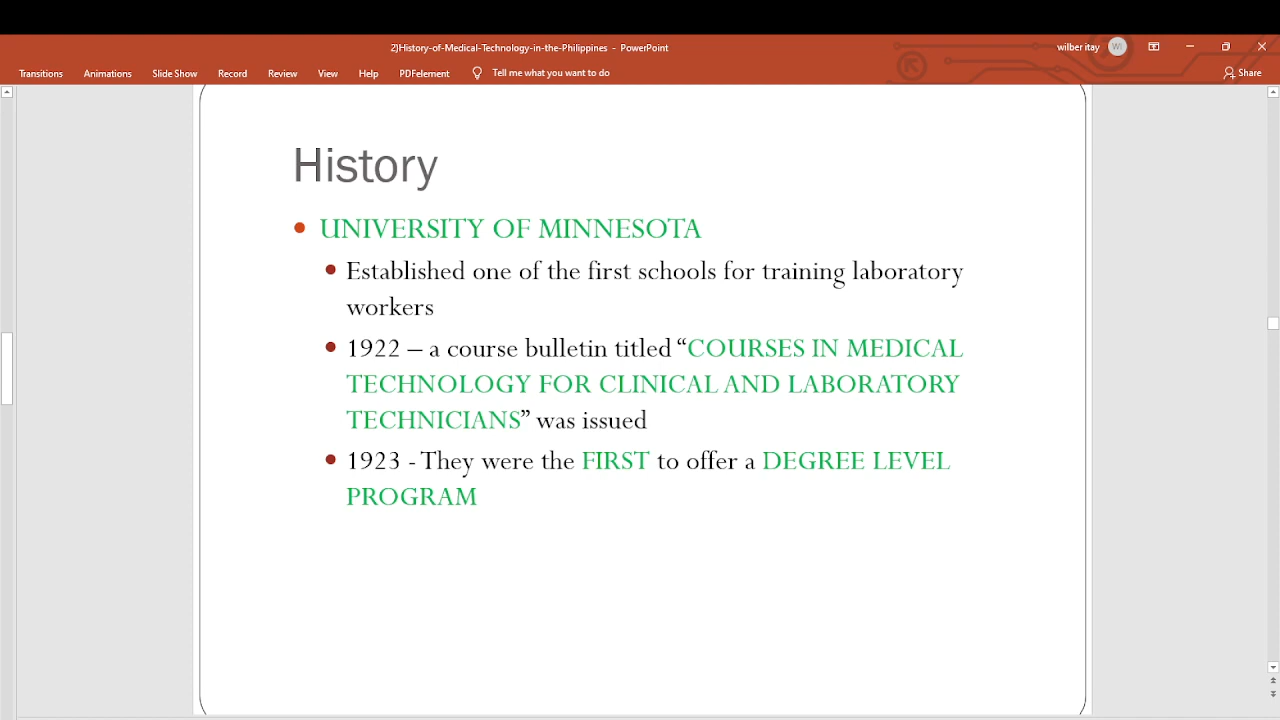 2)History-of-Medical-Technology-in-the-Philippines - PowerPoint
wilber itay WI
Transitions Animations Slide Show Record Review View Help PDFelement Tell me what you want to do Share
History
• UNIVERSITY OF MINNESOTA
• Established one of the first schools for training laboratory
workers
• 1922 – a course bulletin titled “COURSES IN MEDICAL
TECHNOLOGY FOR CLINICAL AND LABORATORY
TECHNICIANS” was issued
• 1923 - They were the FIRST to offer a DEGREE LEVEL
PROGRAM